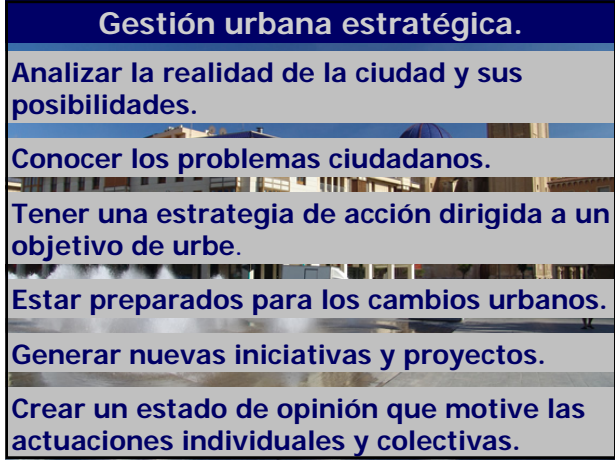 Gestión urbana estratégica.
Analizar la realidad de la ciudad y sus
posibilidades.
Conocer los problemas ciudadanos.
Tener una estrategia de acción dirigida a un
objetivo de urbe.
Estar preparados para los cambios urbanos.
Generar nuevas iniciativas y proyectos.
Crear un estado de opinión que motive las
actuaciones individuales y colectivas.